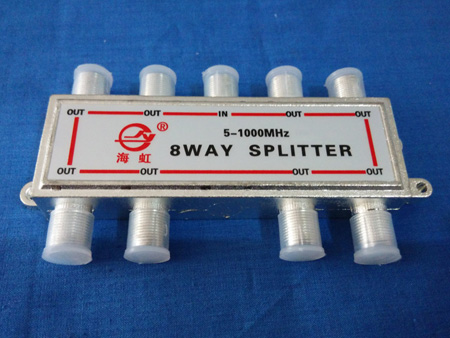 OUT OUT IN OUT OUT
®
5-1000MHz
8WAY SPLITTER
海虹
OUT OUT OUT OUT